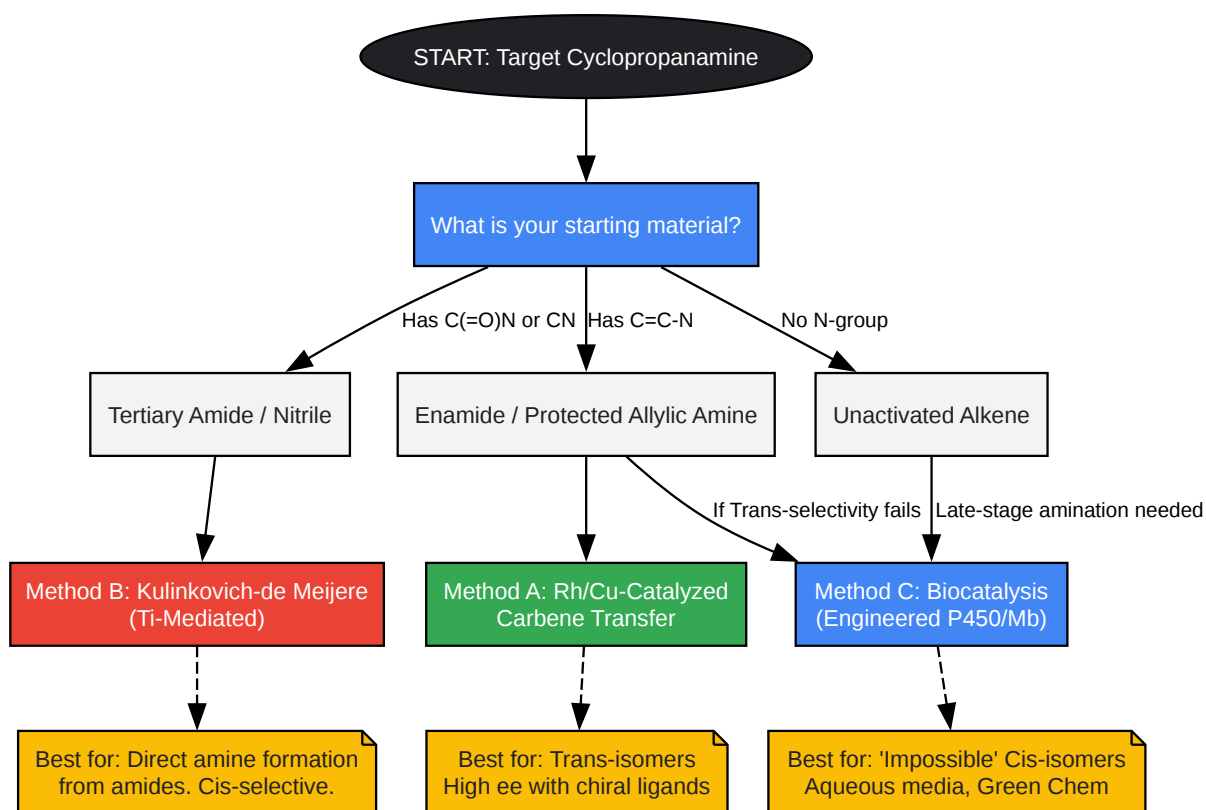 START: Target Cyclopropanamine
What is your starting material?
Has C(=O)N or CN
Has C=C-N
No N-group
Tertiary Amide / Nitrile
Enamide / Protected Allylic Amine
Unactivated Alkene
If Trans-selectivity fails
Late-stage amination needed
Method B: Kulinkovich-de Meijere
(Ti-Mediated)
Method A: Rh/Cu-Catalyzed
Carbene Transfer
Method C: Biocatalysis
(Engineered P450/Mb)
Best for: Direct amine formation
from amides. Cis-selective.
Best for: Trans-isomers
High ee with chiral ligands
Best for: 'Impossible' Cis-isomers
Aqueous media, Green Chem